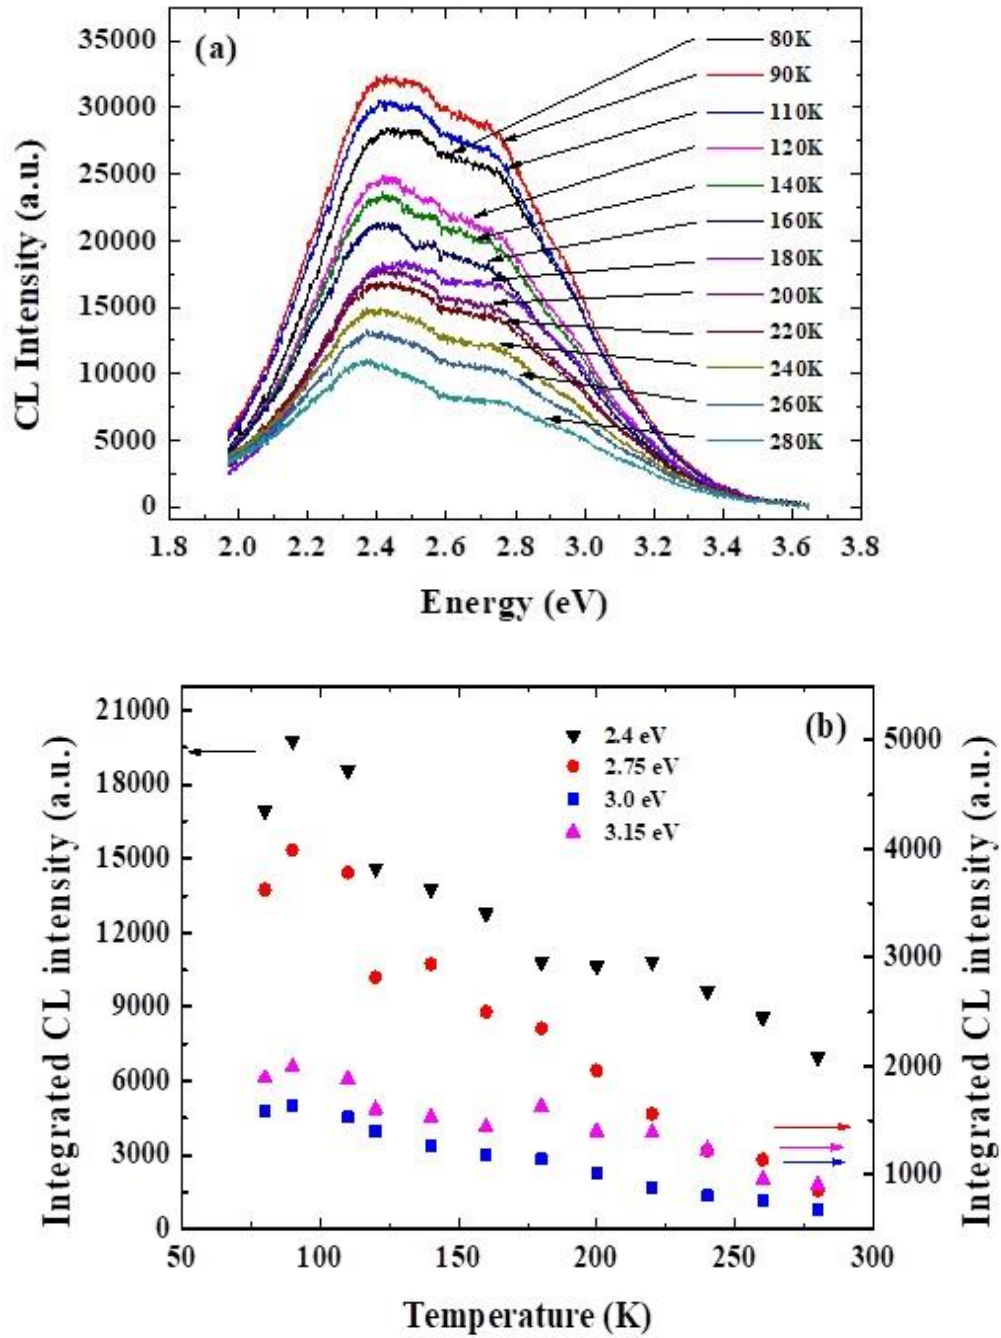 (a)
CL Intensity (a.u.)
35000
30000
25000
20000
15000
10000
5000
0
80K
90K
110K
120K
140K
160K
180K
200K
220K
240K
260K
280K
1.8 2.0 2.2 2.4 2.6 2.8 3.0 3.2 3.4 3.6 3.8
Energy (eV)
(b)
Integrated CL intensity (a.u.)
21000
18000
15000
12000
9000
6000
3000
0
2.4 eV
2.75 eV
3.0 eV
3.15 eV
5000
4000
3000
2000
1000
Integrated CL intensity (a.u.)
50 100 150 200 250 300
Temperature (K)